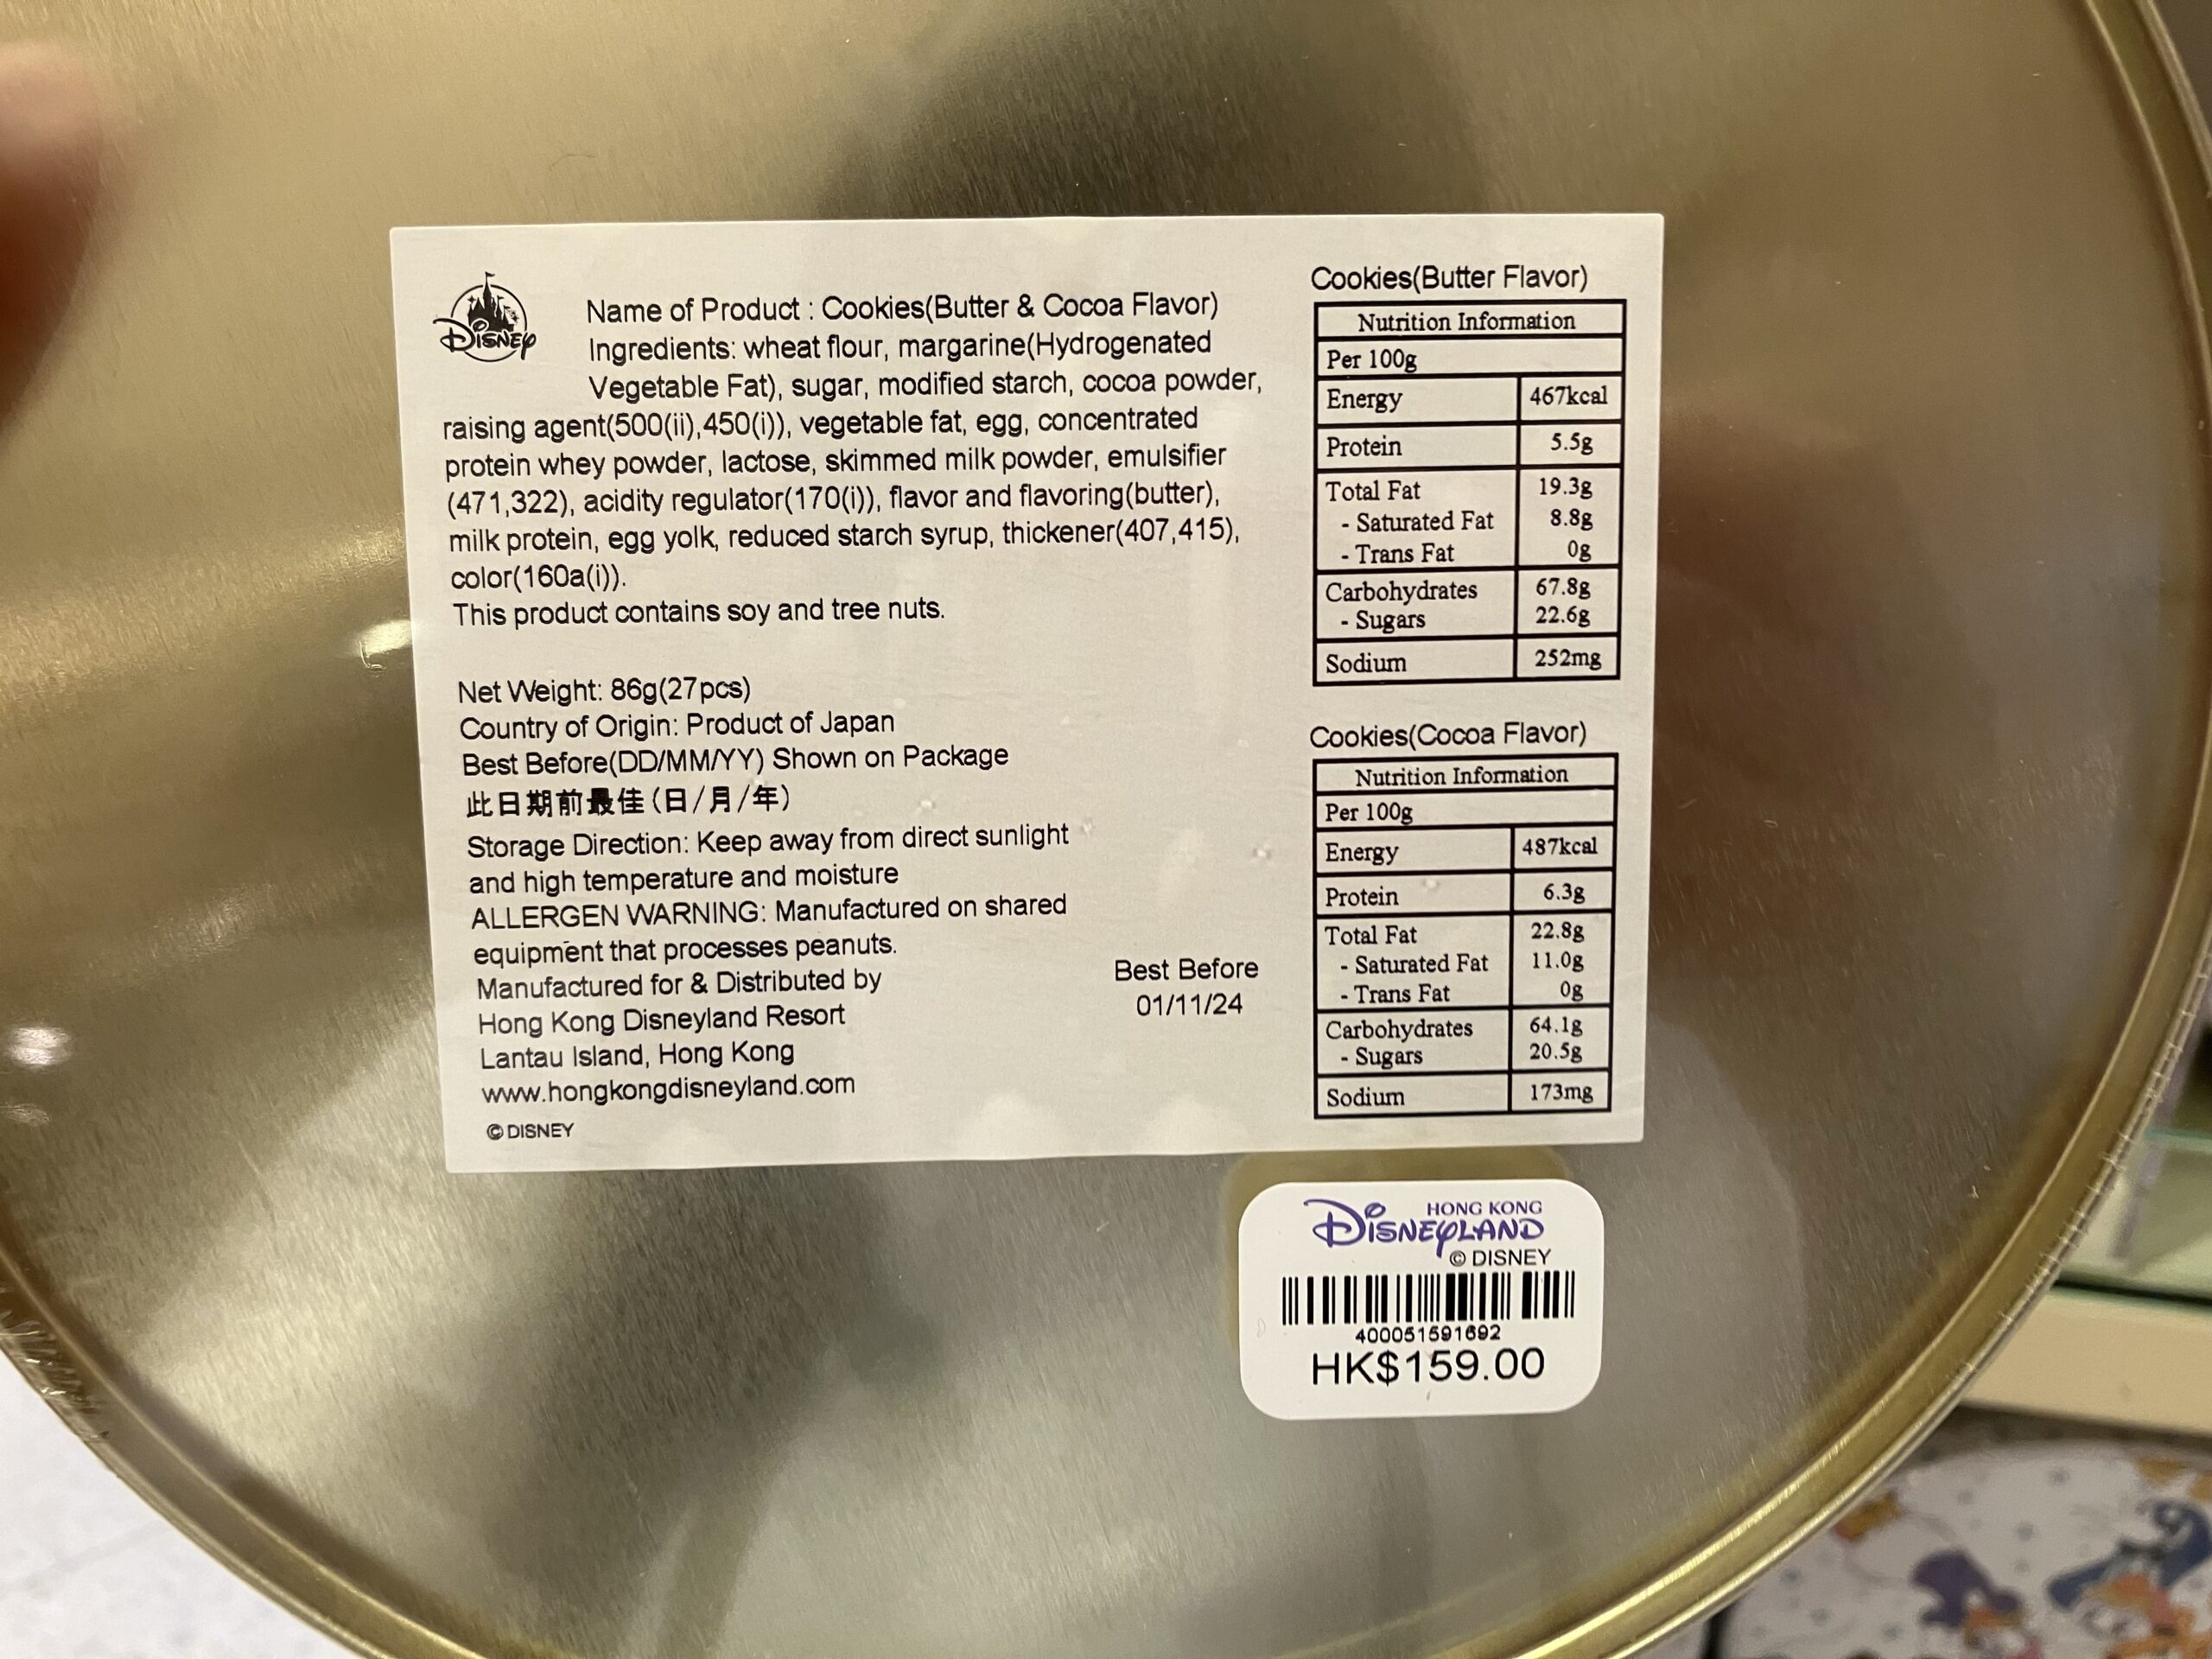 Disney
Name of Product : Cookies(Butter & Cocoa Flavor)
Ingredients: wheat flour, margarine(Hydrogenated
Vegetable Fat), sugar, modified starch, cocoa powder,
raising agent(500(ii),450(i)), vegetable fat, egg, concentrated
protein whey powder, lactose, skimmed milk powder, emulsifier
(471,322), acidity regulator(170(i)), flavor and flavoring(butter),
milk protein, egg yolk, reduced starch syrup, thickener(407,415),
color(160a(i)).
This product contains soy and tree nuts.
Net Weight: 86g(27pcs)
Country of Origin: Product of Japan
Best Before(DD/MM/YY) Shown on Package
此日期前最佳(日/月/年)
Storage Direction: Keep away from direct sunlight
and high temperature and moisture
ALLERGEN WARNING: Manufactured on shared
equipment that processes peanuts.
Manufactured for & Distributed by
Hong Kong Disneyland Resort
Lantau Island, Hong Kong
www.hongkongdisneyland.com
© DISNEY
Best Before
01/11/24
Cookies(Butter Flavor)
Nutrition Information
Per 100g
Energy 467kcal
Protein 5.5g
Total Fat 19.3g
- Saturated Fat 8.8g
- Trans Fat 0g
Carbohydrates 67.8g
- Sugars 22.6g
Sodium 252mg
Cookies(Cocoa Flavor)
Nutrition Information
Per 100g
Energy 487kcal
Protein 6.3g
Total Fat 22.8g
- Saturated Fat 11.0g
- Trans Fat 0g
Carbohydrates 64.1g
- Sugars 20.5g
Sodium 173mg
HONG KONG
DISNEYLAND
© DISNEY
400051591692
HK$159.00